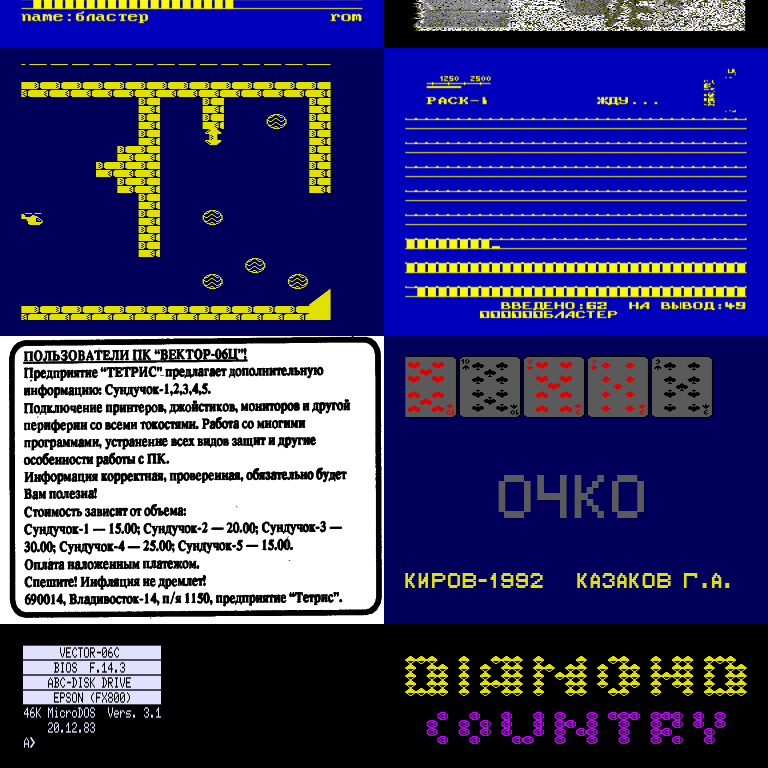 name:бластер rom
1250 2500
PACK-1 ЖДУ...
ВВЕДЕНО:62 НА ВЫВОД:49
БЛАСТЕР
ПОЛЬЗОВАТЕЛИ ПК "ВЕКТОР-06Ц"!
Предприятие "ТЕТРИС" предлагает дополнительную
информацию: Сундучок-1,2,3,4,5.
Подключение принтеров, джойстиков, мониторов и другой
периферии со всеми токостями. Работа со многими
программами, устранение всех видов защит и другие
особенности работы с ПК.
Информация корректная, проверенная, обязательно будет
Вам полезна!
Стоимость зависит от объема:
Сундучок-1 — 15.00; Сундучок-2 — 20.00; Сундучок-3 —
30.00; Сундучок-4 — 25.00; Сундучок-5 — 15.00.
Оплата наложенным платежом.
Спешите! Инфляция не дремлет!
690014, Владивосток-14, п/я 1150, предприятие "Тетрис".
ОЧКО
КИРОВ-1992 КАЗАКОВ Г.А.
VECTOR-06C
BIOS F.14.3
ABC-DISK DRIVE
EPSON (FX800)
46K MicroDOS Vers. 3.1
20.12.83
A>
DIAMOND
COUNTRY